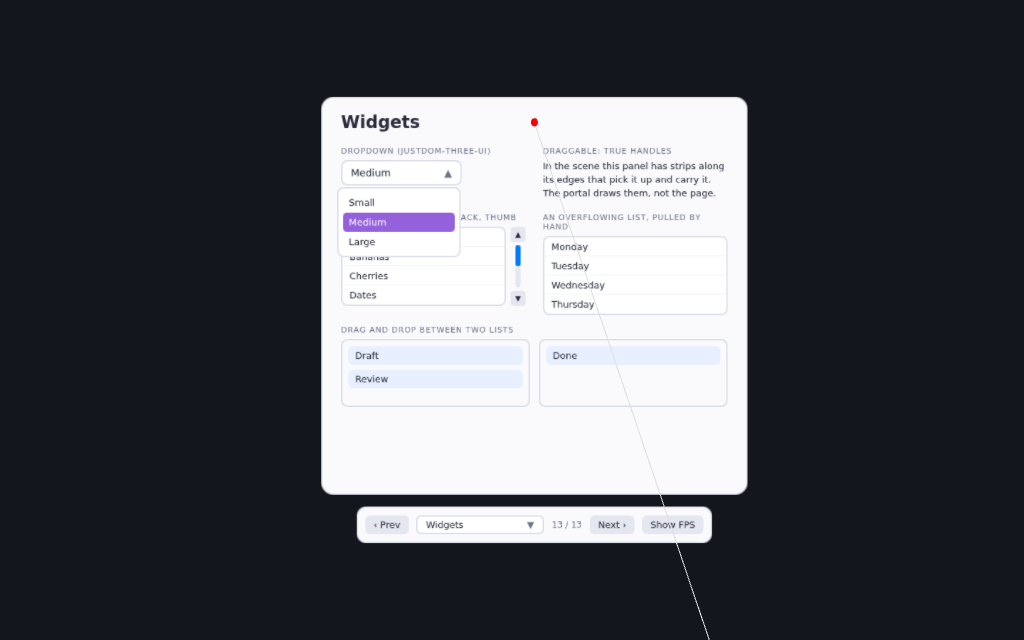 Widgets
DROPDOWN (JUSTDOM-THREE-UI)
Medium ▲
Small
Medium
Large
DRAGGABLE: TRUE HANDLES
In the scene this panel has strips along
its edges that pick it up and carry it.
The portal draws them, not the page.
ACK, THUMB
▲
Bananas
Cherries
Dates
▼
AN OVERFLOWING LIST, PULLED BY
HAND
Monday
Tuesday
Wednesday
Thursday
DRAG AND DROP BETWEEN TWO LISTS
Draft
Review
Done
‹ Prev
Widgets ▼
13 / 13
Next ›
Show FPS